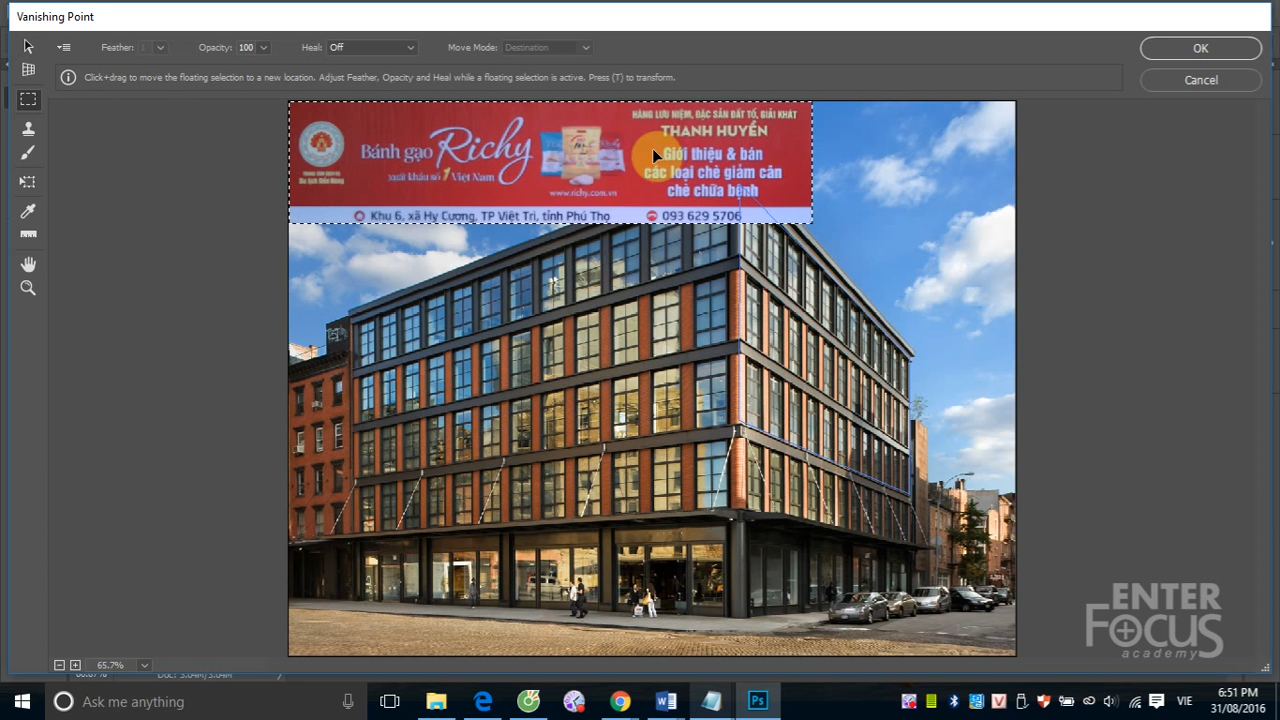 Vanishing Point
Feather: 1 Opacity: 100 Heal: Off Move Mode: Destination
OK
Click+drag to move the floating selection to a new location. Adjust Feather, Opacity and Heal while a floating selection is active. Press (T) to transform.
Cancel
HÀNG LƯU NIỆM, ĐẶC SẢN ĐẤT TỔ, GIẢI KHÁT
THANH HUYỀN
Bánh gạo Richy
xuất khẩu số 1 Việt Nam
www.richy.com.vn
Giới thiệu & bán
các loại chè giảm cân
chè chữa bệnh
Khu 6, xã Hy Cương, TP Việt Trì, tỉnh Phú Thọ 093 629 5706
ENTER
FOCUS
academy
65.7%
Ask me anything
Ps
VIE
6:51 PM
31/08/2016